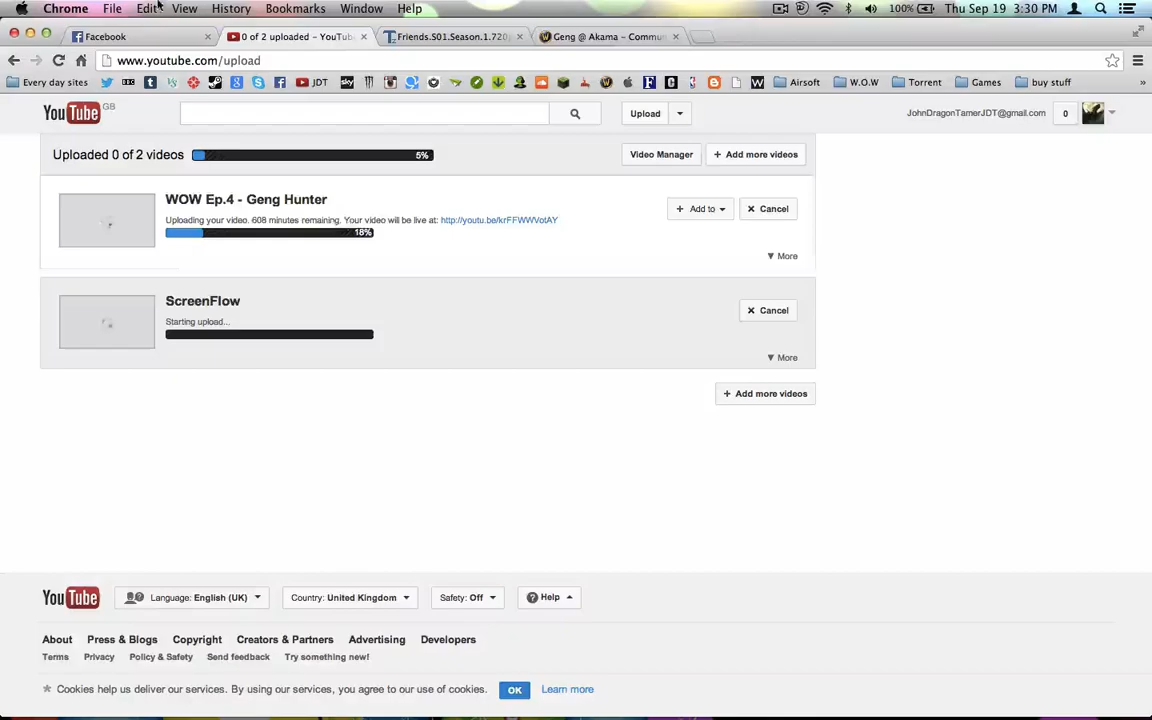 Chrome File Edit View History Bookmarks Window Help 100% Thu Sep 19 3:30 PM
Facebook 0 of 2 uploaded – YouTub Friends.S01.Season.1.720p Geng @ Akama – Commun
www.youtube.com/upload
Every day sites BBC JDT sky Airsoft W.O.W Torrent Games buy stuff »
YouTube GB Upload JohnDragonTamerJDT@gmail.com 0
Uploaded 0 of 2 videos 5% Video Manager + Add more videos
WOW Ep.4 - Geng Hunter
Uploading your video. 608 minutes remaining. Your video will be live at: http://youtu.be/krFFWWVotAY + Add to Cancel
18%
More
ScreenFlow
Starting upload... Cancel
More
+ Add more videos
YouTube Language: English (UK) Country: United Kingdom Safety: Off Help
About Press & Blogs Copyright Creators & Partners Advertising Developers
Terms Privacy Policy & Safety Send feedback Try something new!
* Cookies help us deliver our services. By using our services, you agree to our use of cookies. OK Learn more